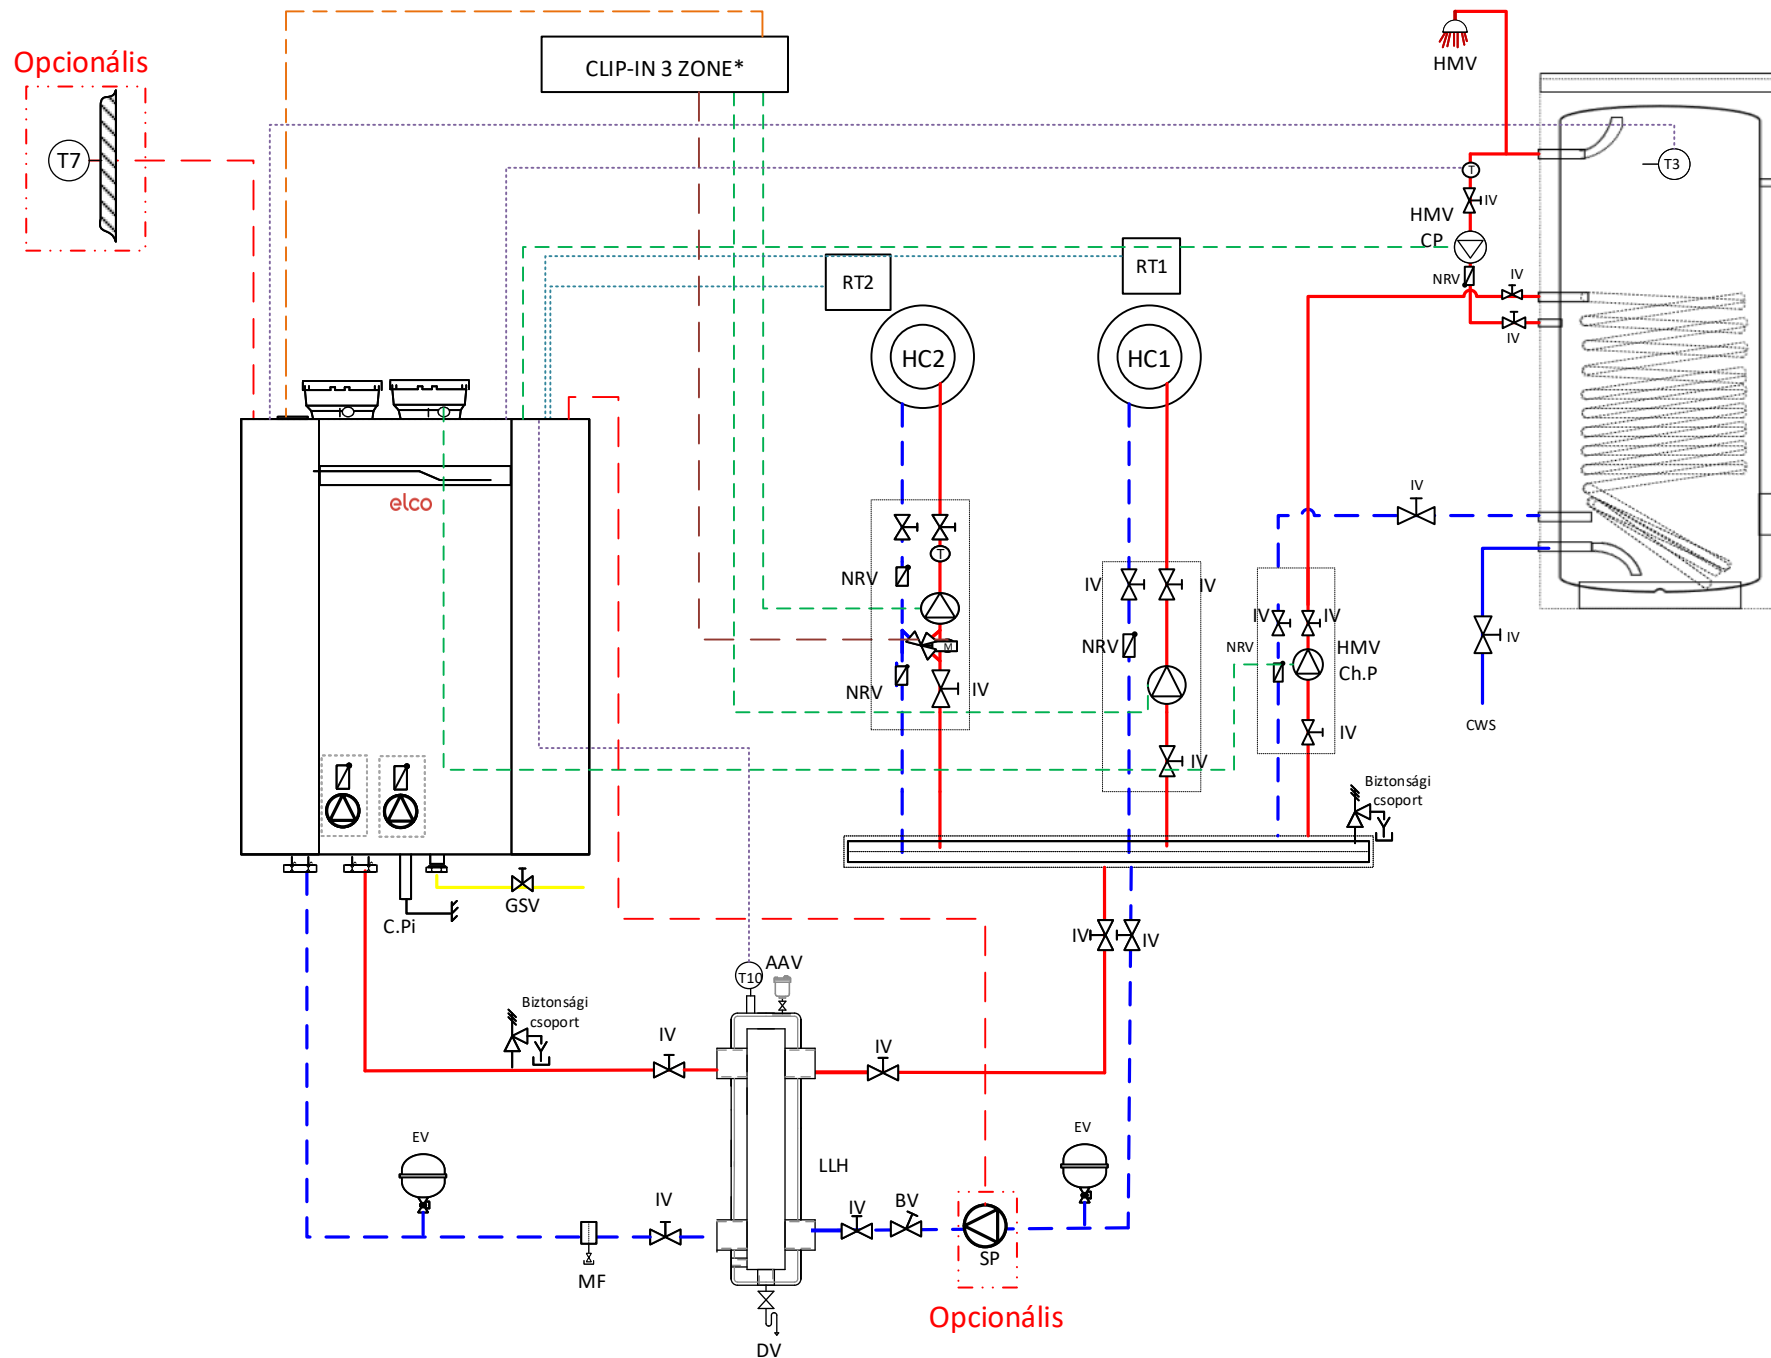 Opcionális
CLIP-IN 3 ZONE*
HMV
T7
T3
T
IV
HMV
CP
RT1
RT2
NRV
IV
IV
HC2
HC1
elco
IV
T
NRV
IV
IV
IV
IV
IV
NRV
M
NRV
HMV
Ch.P
NRV
IV
CWS
IV
IV
Biztonsági
csoport
GSV
C.Pi
IV
IV
AAV
T10
Biztonsági
csoport
IV
IV
EV
EV
LLH
IV
IV
BV
SP
MF
Opcionális
DV